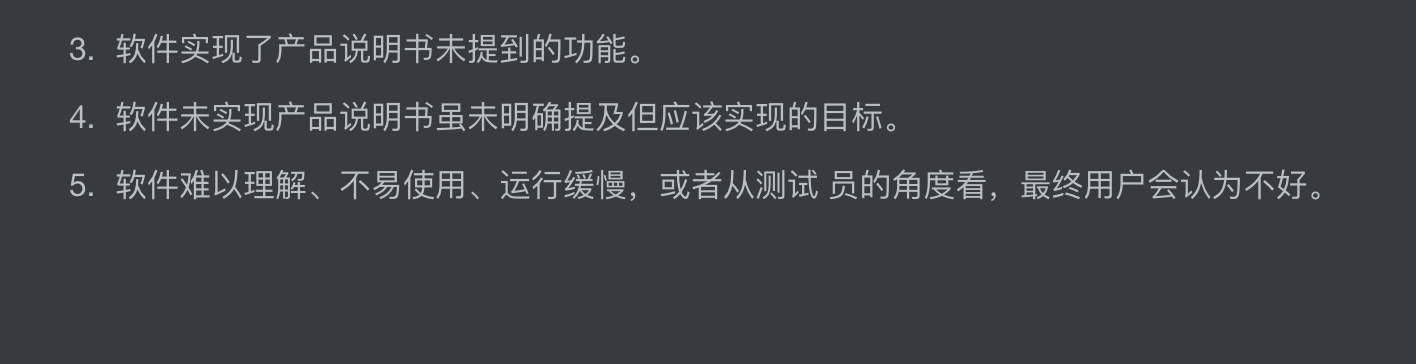 3. 软件实现了产品说明书未提到的功能。
4. 软件未实现产品说明书虽未明确提及但应该实现的目标。
5. 软件难以理解、不易使用、运行缓慢，或者从测试 员的角度看，最终用户会认为不好。